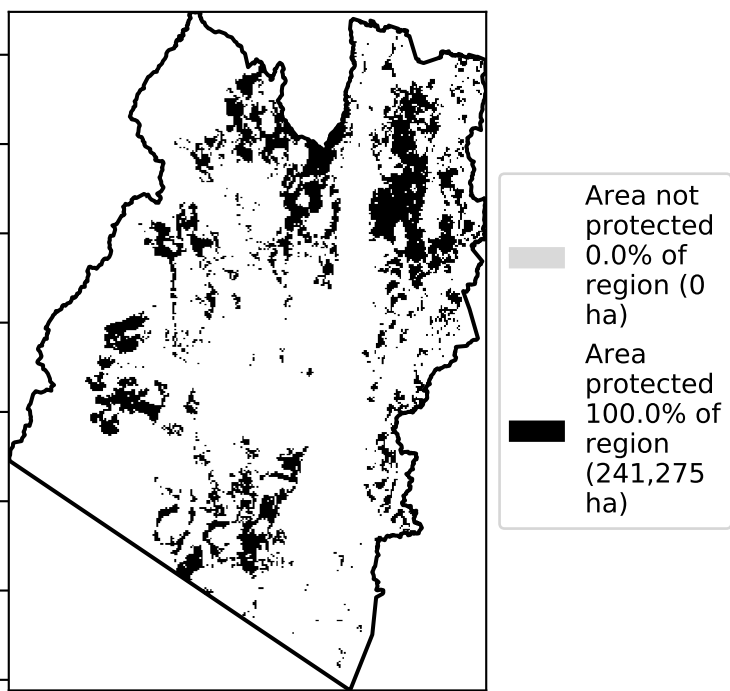 Area not
protected
0.0% of
region (0
ha)
Area
protected
100.0% of
region
(241,275
ha)